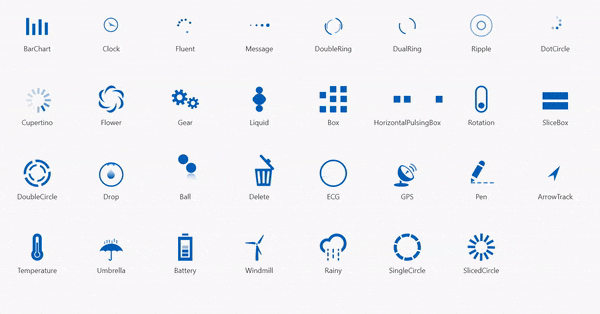 BarChart Clock Fluent Message DoubleRing DualRing Ripple DotCircle
Cupertino Flower Gear Liquid Box HorizontalPulsingBox Rotation SliceBox
DoubleCircle Drop Ball Delete ECG GPS Pen ArrowTrack
Temperature Umbrella Battery Windmill Rainy SingleCircle SlicedCircle